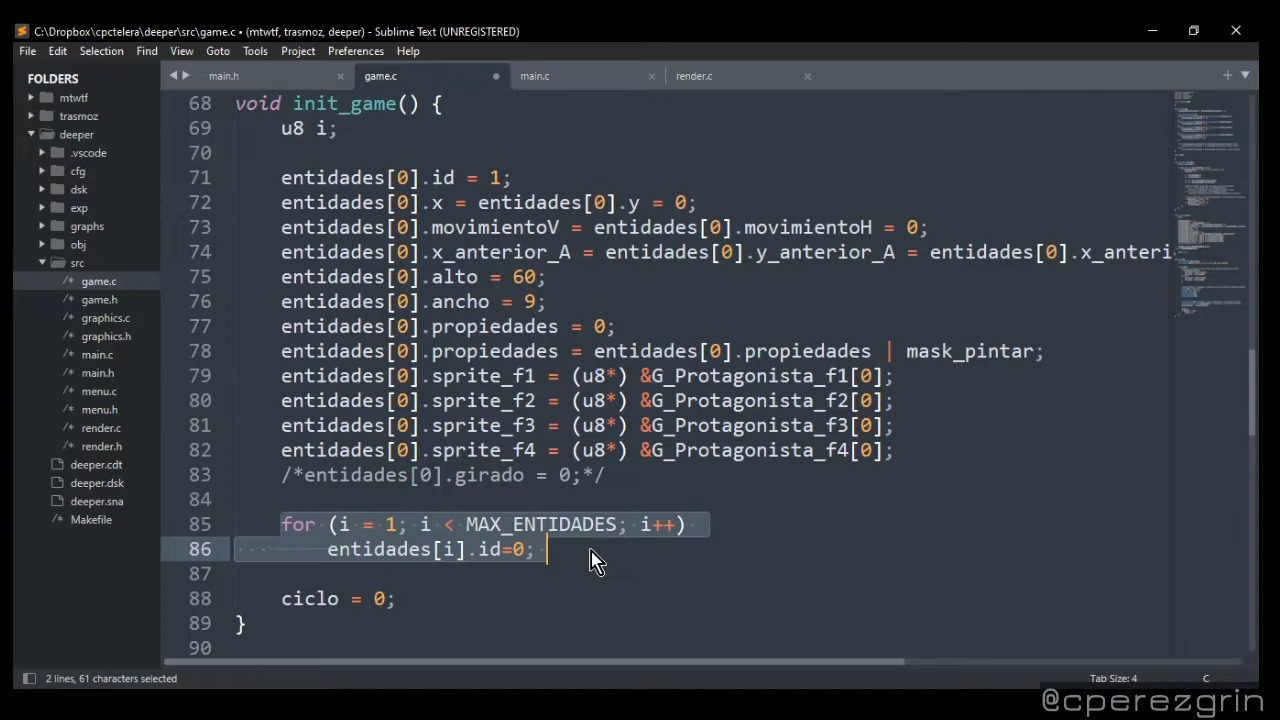 C:\Dropbox\cpctelera\deeper\src\game.c • (mtwtf, trasmoz, deeper) - Sublime Text (UNREGISTERED)
File Edit Selection Find View Goto Tools Project Preferences Help
FOLDERS
mtwtf
trasmoz
deeper
.vscode
cfg
dsk
exp
graphs
obj
src
/* game.c
/* game.h
/* graphics.c
/* graphics.h
/* main.c
/* main.h
/* menu.c
/* menu.h
/* render.c
/* render.h
deeper.cdt
deeper.dsk
deeper.sna
Makefile
main.h × game.c • main.c × render.c ×
68 void init_game() {
69 u8 i;
70
71 entidades[0].id = 1;
72 entidades[0].x = entidades[0].y = 0;
73 entidades[0].movimientoV = entidades[0].movimientoH = 0;
74 entidades[0].x_anterior_A = entidades[0].y_anterior_A = entidades[0].x_anteri
75 entidades[0].alto = 60;
76 entidades[0].ancho = 9;
77 entidades[0].propiedades = 0;
78 entidades[0].propiedades = entidades[0].propiedades | mask_pintar;
79 entidades[0].sprite_f1 = (u8*) &G_Protagonista_f1[0];
80 entidades[0].sprite_f2 = (u8*) &G_Protagonista_f2[0];
81 entidades[0].sprite_f3 = (u8*) &G_Protagonista_f3[0];
82 entidades[0].sprite_f4 = (u8*) &G_Protagonista_f4[0];
83 /*entidades[0].girado = 0;*/
84
85 for (i = 1; i < MAX_ENTIDADES; i++)
86 entidades[i].id=0;
87
88 ciclo = 0;
89 }
90
2 lines, 61 characters selected
Tab Size: 4
C
@cperezgrin